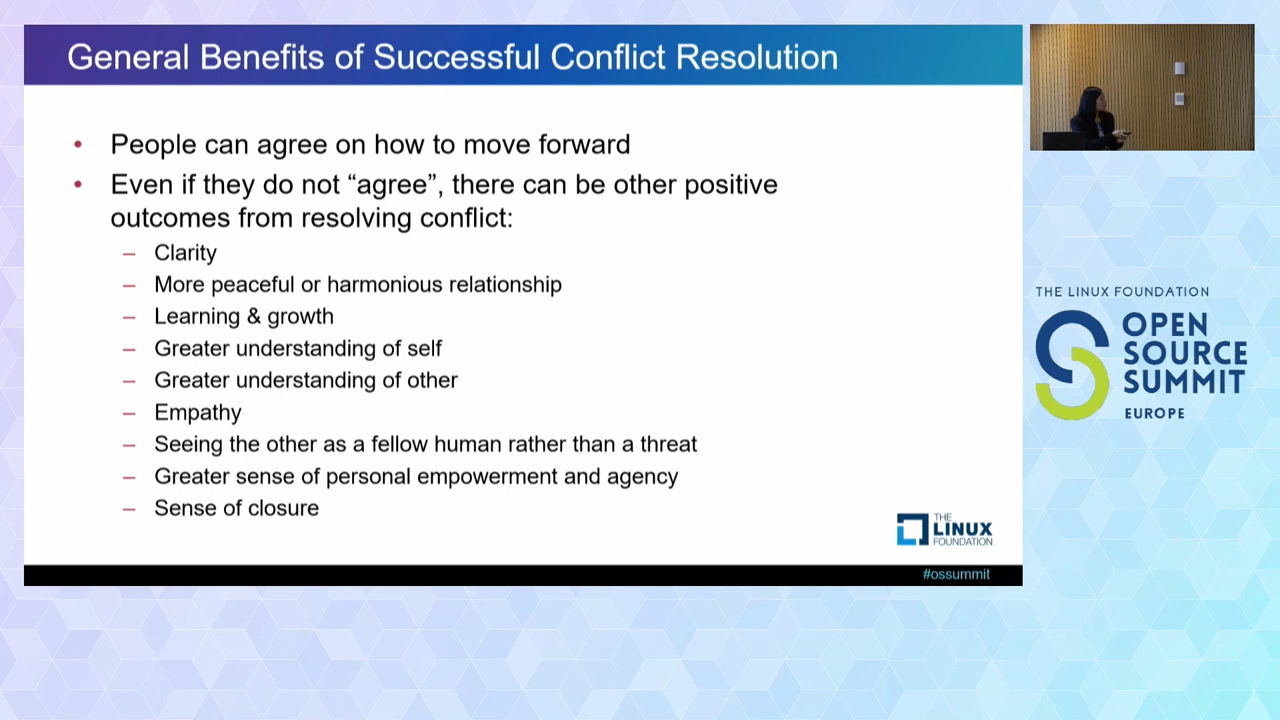 General Benefits of Successful Conflict Resolution
• People can agree on how to move forward
• Even if they do not “agree”, there can be other positive
outcomes from resolving conflict:
– Clarity
– More peaceful or harmonious relationship
– Learning & growth
– Greater understanding of self
– Greater understanding of other
– Empathy
– Seeing the other as a fellow human rather than a threat
– Greater sense of personal empowerment and agency
– Sense of closure
THE
LINUX
FOUNDATION
#ossummit
THE LINUX FOUNDATION
OPEN
SOURCE
SUMMIT
EUROPE